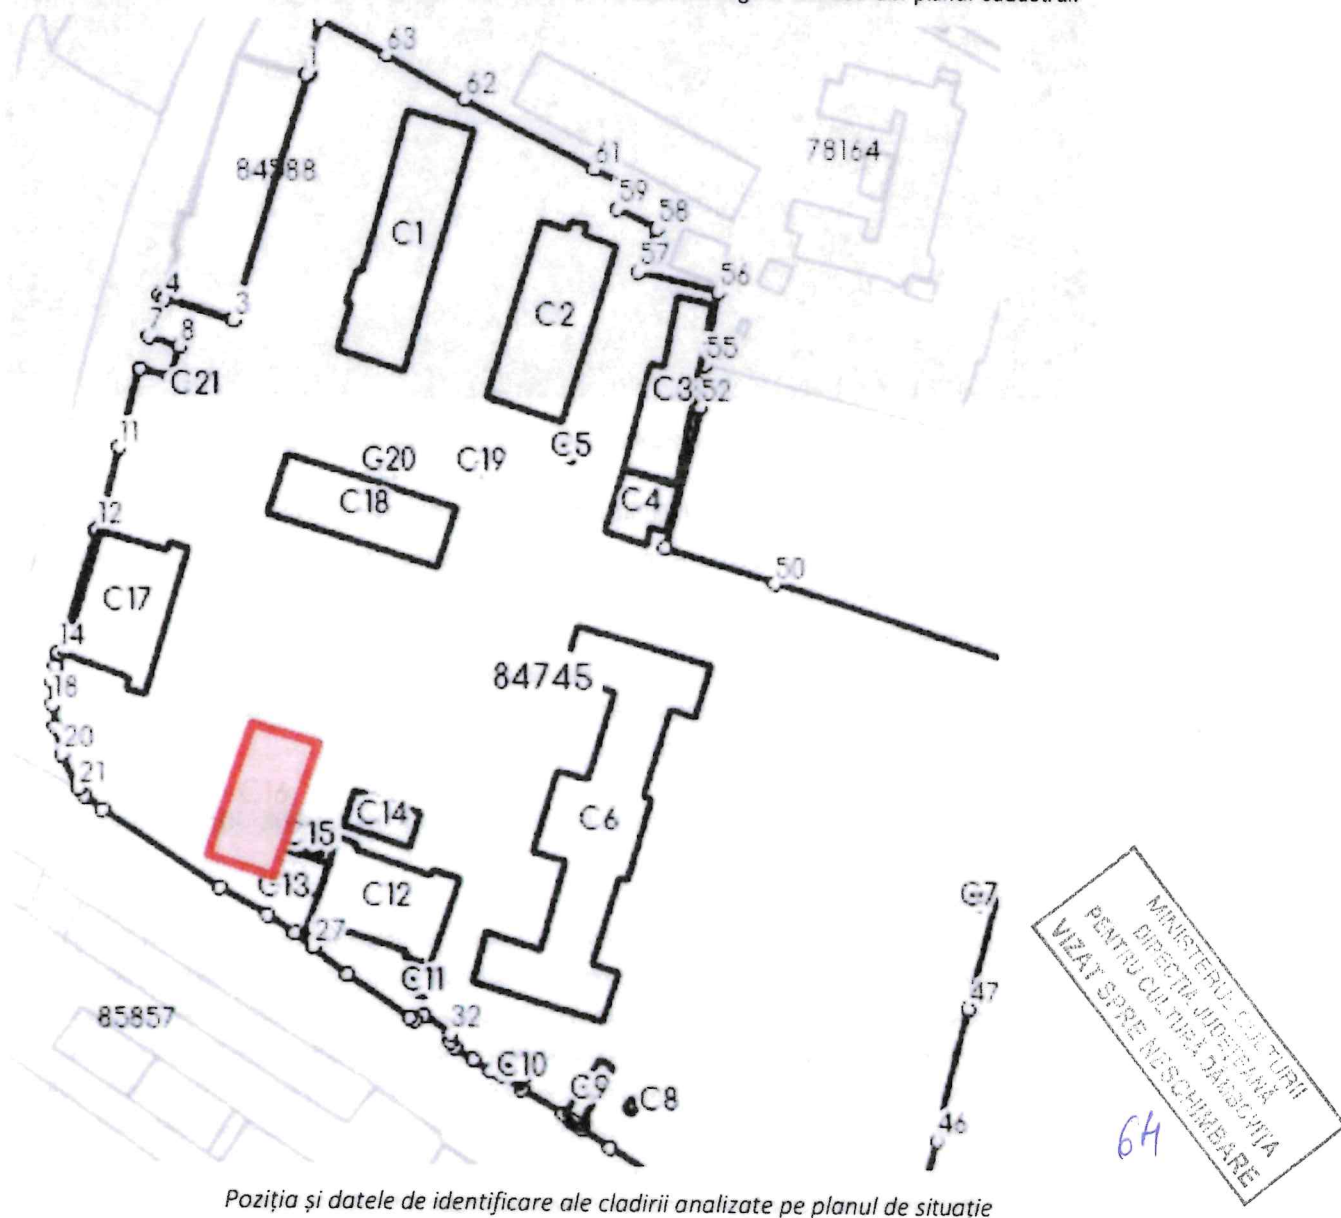 63
62
61
59
58
78164
84588
C1
57
56
4
3
7
8
C2
55
C21
C3
52
11
G20
C19
C5
C18
C4
12
50
C17
14
84745
18
20
21
C16
C14
C15
C6
C13
C12
G7
27
C11
47
85857
32
C10
C9
C8
46
MINISTERUL CULTURII
DIRECȚIA JUDEȚEANĂ
PENTRU CULTURĂ DÂMBOVIȚA
VIZAT SPRE NESCHIMBARE
64
Poziția și datele de identificare ale cladirii analizate pe planul de situatie